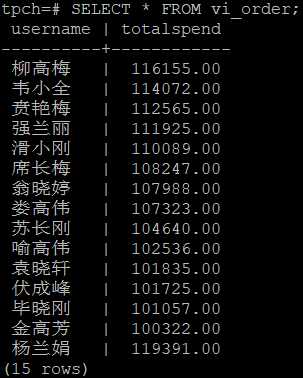 tpch=# SELECT * FROM vi_order;
username | totalspend
----------+------------
柳高梅 | 116155.00
韦小全 | 114072.00
贲艳梅 | 112565.00
强兰丽 | 111925.00
滑小刚 | 110089.00
席长梅 | 108247.00
翁晓婷 | 107988.00
娄高伟 | 107323.00
苏长刚 | 104640.00
喻高伟 | 102536.00
袁晓轩 | 101835.00
伏成峰 | 101725.00
毕晓刚 | 101057.00
金高芳 | 100322.00
杨兰娟 | 119391.00
(15 rows)